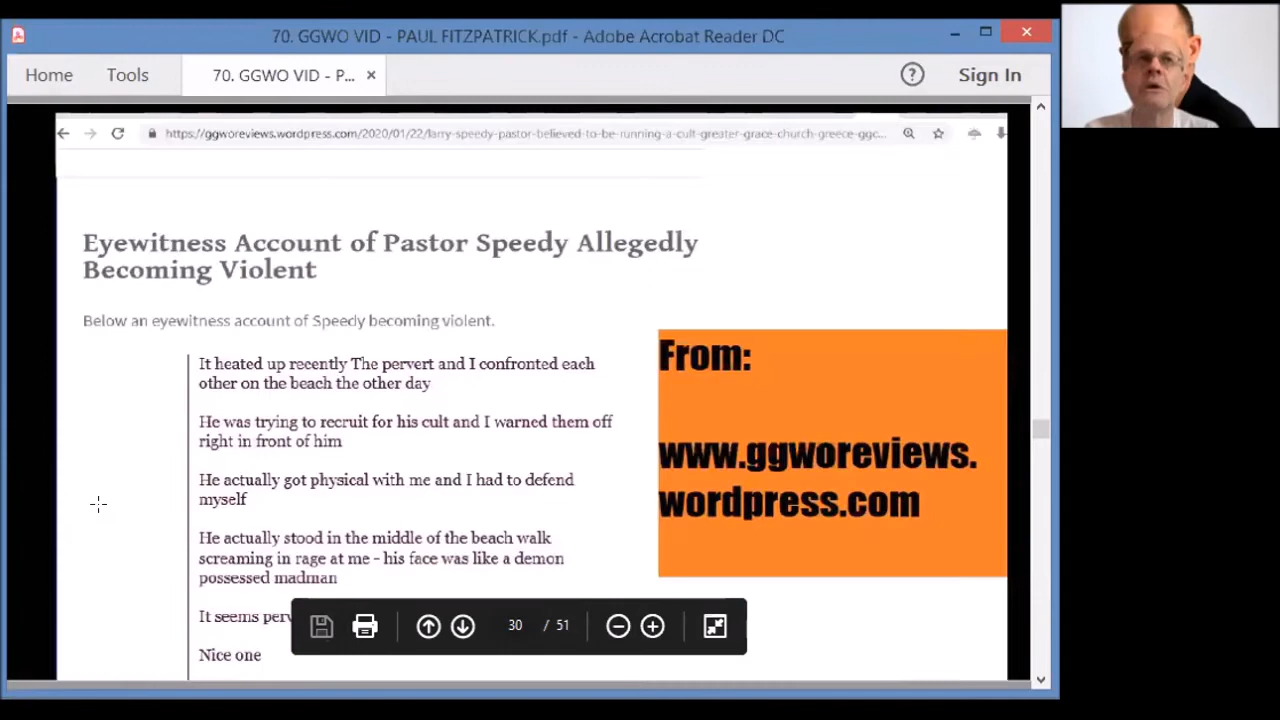 70. GGWO VID - PAUL FITZPATRICK.pdf - Adobe Acrobat Reader DC
Home
Tools
70. GGWO VID - P...
Sign In
https://ggworeviews.wordpress.com/2020/01/22/larry-speedy-pastor-believed-to-be-running-a-cult-greater-grace-church-greece-ggc...
Eyewitness Account of Pastor Speedy Allegedly
Becoming Violent
Below an eyewitness account of Speedy becoming violent.
It heated up recently The pervert and I confronted each
other on the beach the other day
He was trying to recruit for his cult and I warned them off
right in front of him
He actually got physical with me and I had to defend
myself
He actually stood in the middle of the beach walk
screaming in rage at me - his face was like a demon
possessed madman
It seems
Nice one
From:
www.ggworeviews.
wordpress.com
30 / 51